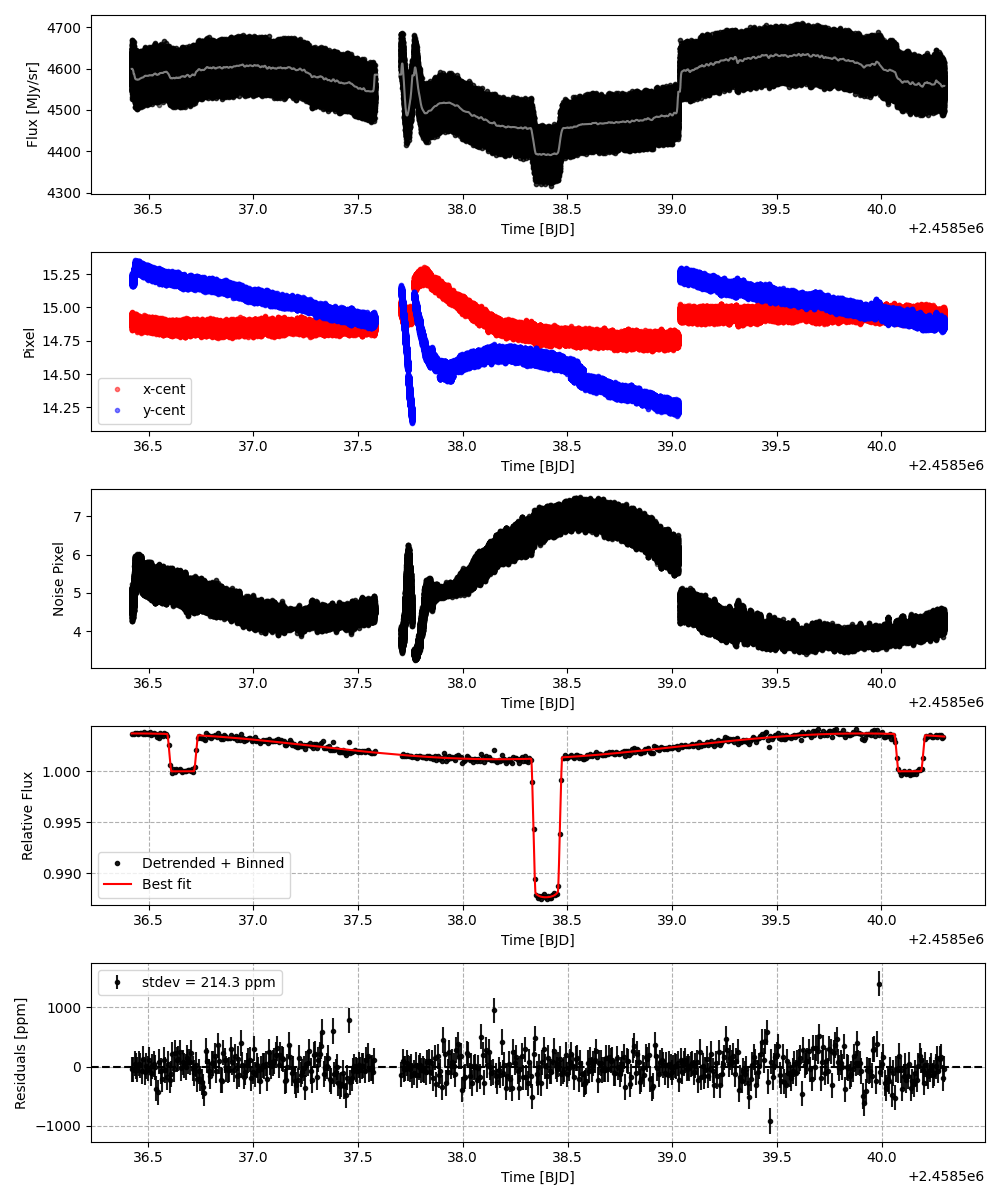 4700
4600
4500
4400
4300
Flux [MJy/sr]
36.5 37.0 37.5 38.0 38.5 39.0 39.5 40.0
Time [BJD]
+2.4585e6
15.25
15.00
14.75
14.50
14.25
Pixel
x-cent
y-cent
36.5 37.0 37.5 38.0 38.5 39.0 39.5 40.0
Time [BJD]
+2.4585e6
7
6
5
4
Noise Pixel
36.5 37.0 37.5 38.0 38.5 39.0 39.5 40.0
Time [BJD]
+2.4585e6
1.000
0.995
0.990
Relative Flux
Detrended + Binned
Best fit
36.5 37.0 37.5 38.0 38.5 39.0 39.5 40.0
Time [BJD]
+2.4585e6
1000
0
−1000
Residuals [ppm]
stdev = 214.3 ppm
36.5 37.0 37.5 38.0 38.5 39.0 39.5 40.0
Time [BJD]
+2.4585e6